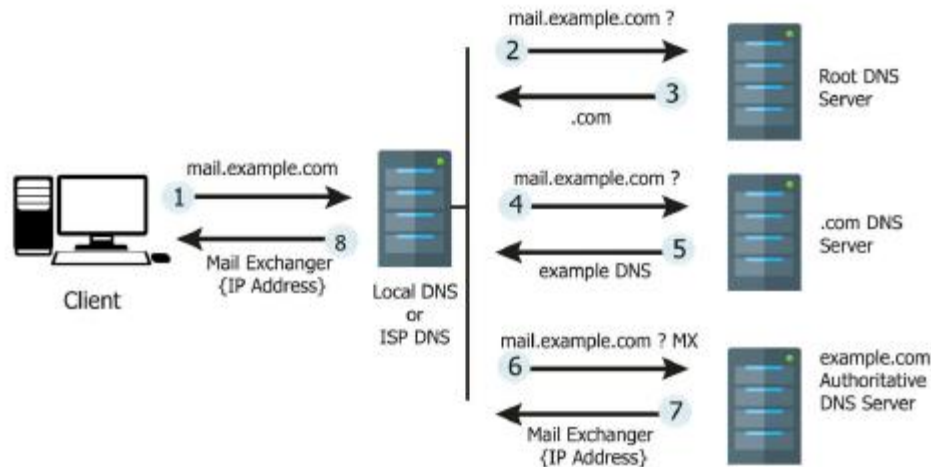 mail.example.com ?
2
3
.com
Root DNS
Server
mail.example.com
1
8
Mail Exchanger
{IP Address}
Client
Local DNS
or
ISP DNS
mail.example.com ?
4
5
example DNS
.com DNS
Server
mail.example.com ? MX
6
7
Mail Exchanger
{IP Address}
example.com
Authoritative
DNS Server